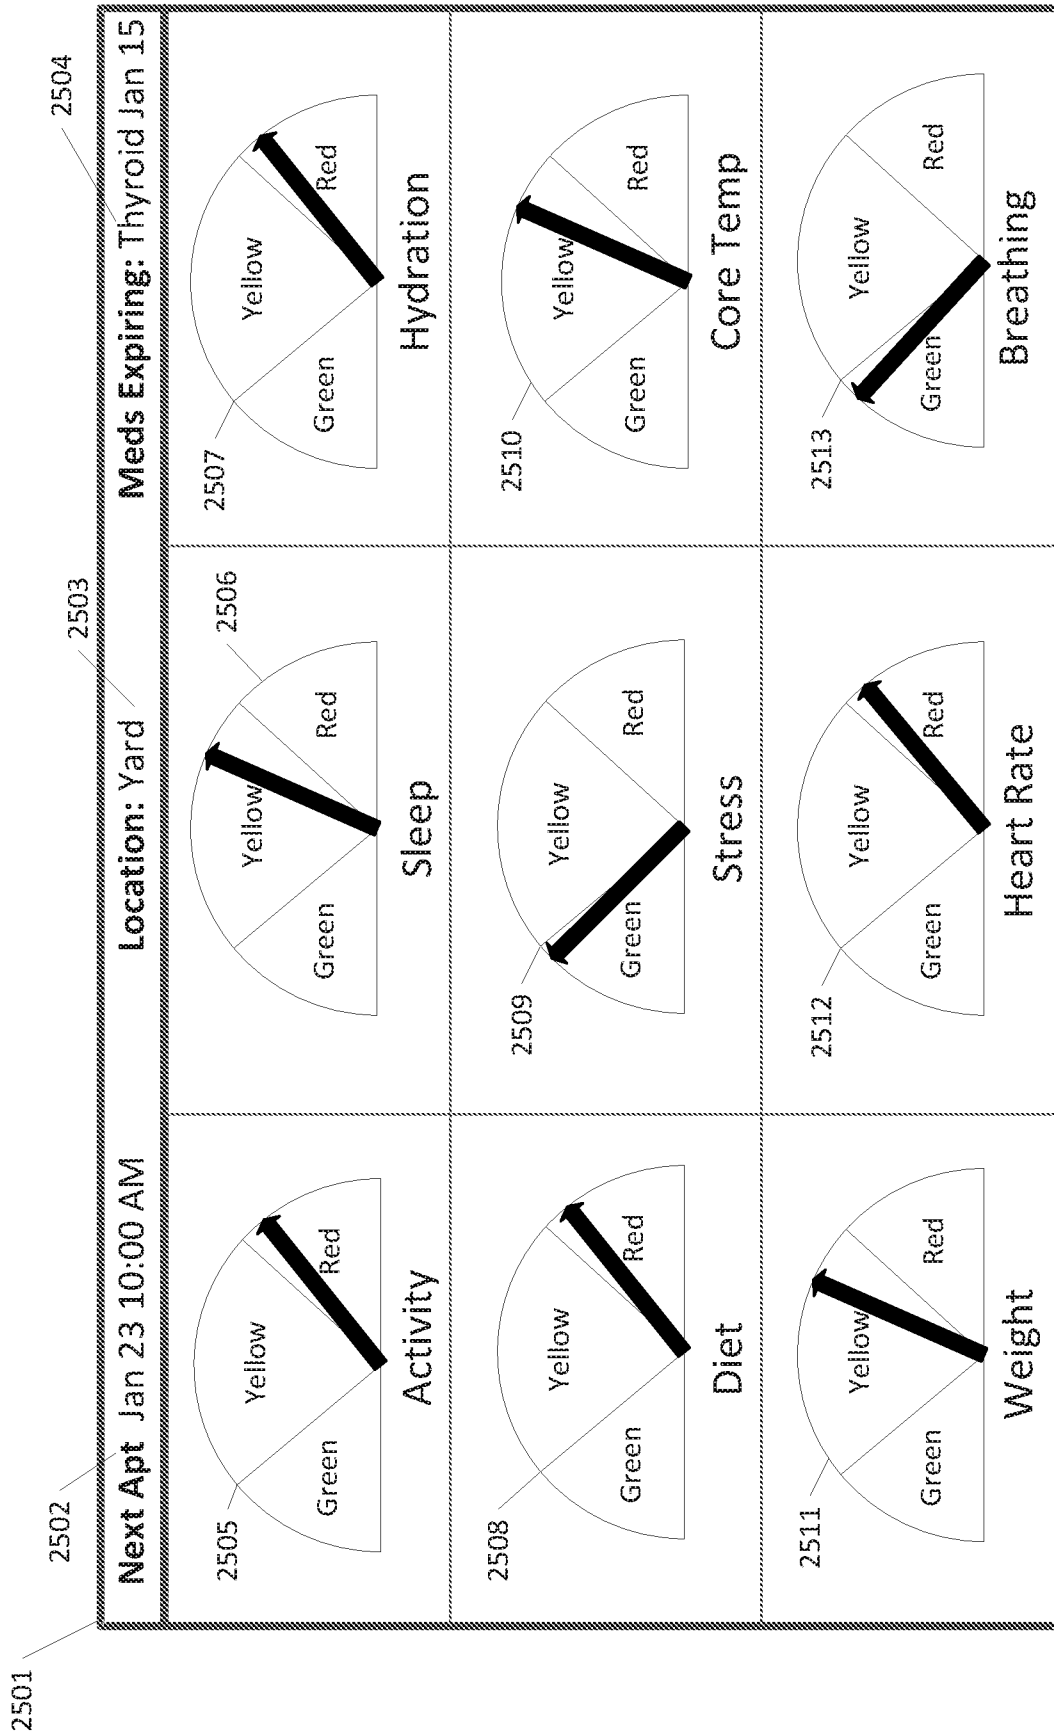 2501
2502
2503
2504
Next Apt Jan 23 10:00 AM
Location: Yard
Meds Expiring: Thyroid Jan 15
2505
Green
Yellow
Red
Activity
2506
Green
Yellow
Red
Sleep
2507
Green
Yellow
Red
Hydration
2508
Green
Yellow
Red
Diet
2509
Green
Yellow
Red
Stress
2510
Green
Yellow
Red
Core Temp
2511
Green
Yellow
Red
Weight
2512
Green
Yellow
Red
Heart Rate
2513
Green
Yellow
Red
Breathing